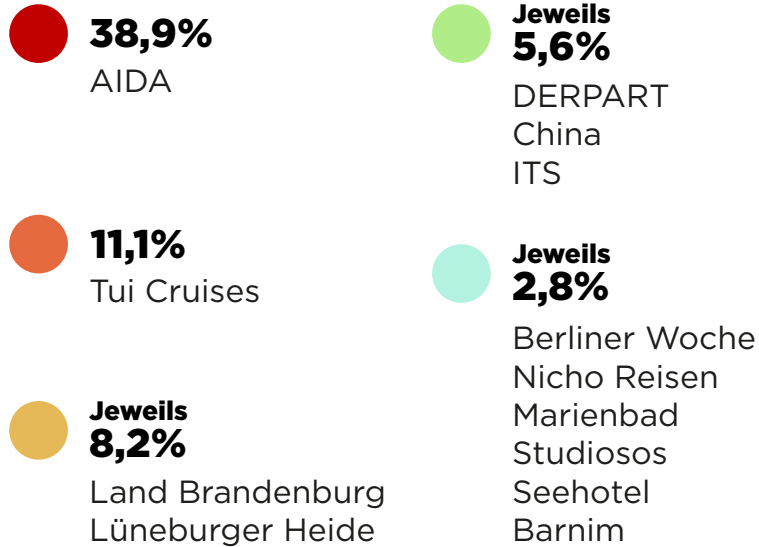 38,9%
AIDA
11,1%
Tui Cruises
Jeweils
8,2%
Land Brandenburg
Lüneburger Heide
Jeweils
5,6%
DERPART
China
ITS
Jeweils
2,8%
Berliner Woche
Nicho Reisen
Marienbad
Studiosos
Seehotel
Barnim